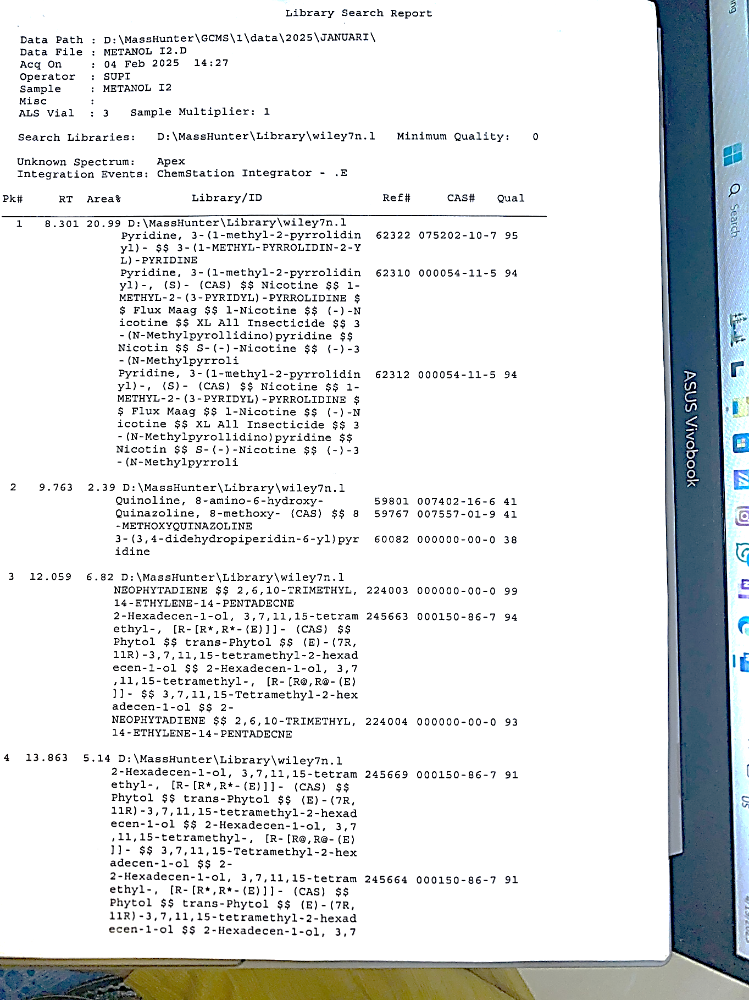 Library Search Report
Data Path : D:\MassHunter\GCMS\1\data\2025\JANUARI\
Data File : METANOL I2.D
Acq On : 04 Feb 2025 14:27
Operator : SUPI
Sample : METANOL I2
Misc :
ALS Vial : 3 Sample Multiplier: 1
Search Libraries: D:\MassHunter\Library\wiley7n.l Minimum Quality: 0
Unknown Spectrum: Apex
Integration Events: ChemStation Integrator - .E
Pk# RT Area% Library/ID Ref# CAS# Qual
1 8.301 20.99 D:\MassHunter\Library\wiley7n.l
Pyridine, 3-(1-methyl-2-pyrrolidin 62322 075202-10-7 95
yl)- $$ 3-(1-METHYL-PYRROLIDIN-2-Y
L)-PYRIDINE
Pyridine, 3-(1-methyl-2-pyrrolidin 62310 000054-11-5 94
yl)-, (S)- (CAS) $$ Nicotine $$ 1-
METHYL-2-(3-PYRIDYL)-PYRROLIDINE $
$ Flux Maag $$ l-Nicotine $$ (-)-N
icotine $$ XL All Insecticide $$ 3
-(N-Methylpyrollidino)pyridine $$
Nicotin $$ S-(-)-Nicotine $$ (-)-3
-(N-Methylpyrroli
Pyridine, 3-(1-methyl-2-pyrrolidin 62312 000054-11-5 94
yl)-, (S)- (CAS) $$ Nicotine $$ 1-
METHYL-2-(3-PYRIDYL)-PYRROLIDINE $
$ Flux Maag $$ l-Nicotine $$ (-)-N
icotine $$ XL All Insecticide $$ 3
-(N-Methylpyrollidino)pyridine $$
Nicotin $$ S-(-)-Nicotine $$ (-)-3
-(N-Methylpyrroli
2 9.763 2.39 D:\MassHunter\Library\wiley7n.l
Quinoline, 8-amino-6-hydroxy- 59801 007402-16-6 41
Quinazoline, 8-methoxy- (CAS) $$ 8 59767 007557-01-9 41
-METHOXYQUINAZOLINE
3-(3,4-didehydropiperidin-6-yl)pyr 60082 000000-00-0 38
idine
3 12.059 6.82 D:\MassHunter\Library\wiley7n.l
NEOPHYTADIENE $$ 2,6,10-TRIMETHYL, 224003 000000-00-0 99
14-ETHYLENE-14-PENTADECNE
2-Hexadecen-1-ol, 3,7,11,15-tetram 245663 000150-86-7 94
ethyl-, [R-[R*,R*-(E)]]- (CAS) $$
Phytol $$ trans-Phytol $$ (E)-(7R,
11R)-3,7,11,15-tetramethyl-2-hexad
ecen-1-ol $$ 2-Hexadecen-1-ol, 3,7
,11,15-tetramethyl-, [R-[R@,R@-(E)
]]- $$ 3,7,11,15-Tetramethyl-2-hex
adecen-1-ol $$ 2-
NEOPHYTADIENE $$ 2,6,10-TRIMETHYL, 224004 000000-00-0 93
14-ETHYLENE-14-PENTADECNE
4 13.863 5.14 D:\MassHunter\Library\wiley7n.l
2-Hexadecen-1-ol, 3,7,11,15-tetram 245669 000150-86-7 91
ethyl-, [R-[R*,R*-(E)]]- (CAS) $$
Phytol $$ trans-Phytol $$ (E)-(7R,
11R)-3,7,11,15-tetramethyl-2-hexad
ecen-1-ol $$ 2-Hexadecen-1-ol, 3,7
,11,15-tetramethyl-, [R-[R@,R@-(E)
]]- $$ 3,7,11,15-Tetramethyl-2-hex
adecen-1-ol $$ 2-
2-Hexadecen-1-ol, 3,7,11,15-tetram 245664 000150-86-7 91
ethyl-, [R-[R*,R*-(E)]]- (CAS) $$
Phytol $$ trans-Phytol $$ (E)-(7R,
11R)-3,7,11,15-tetramethyl-2-hexad
ecen-1-ol $$ 2-Hexadecen-1-ol, 3,7
ASUS Vivobook
Search
US